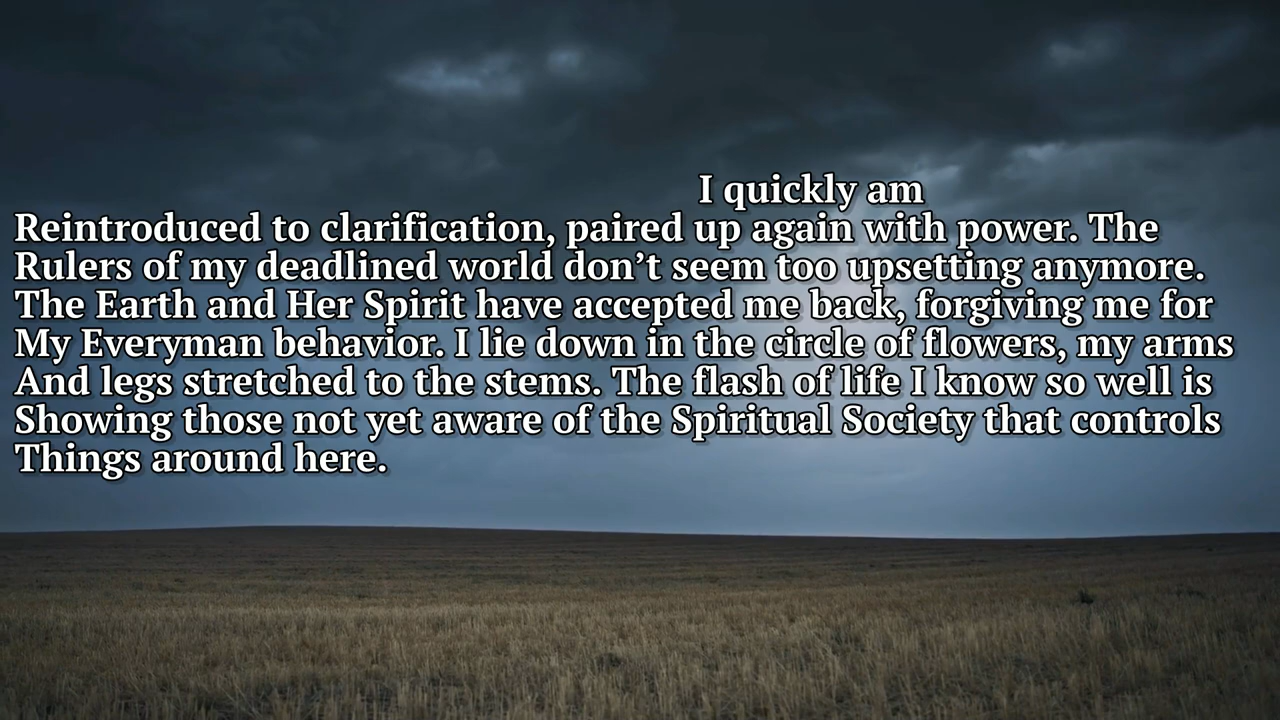 I quickly am
Reintroduced to clarification, paired up again with power. The
Rulers of my deadlined world don’t seem too upsetting anymore.
The Earth and Her Spirit have accepted me back, forgiving me for
My Everyman behavior. I lie down in the circle of flowers, my arms
And legs stretched to the stems. The flash of life I know so well is
Showing those not yet aware of the Spiritual Society that controls
Things around here.